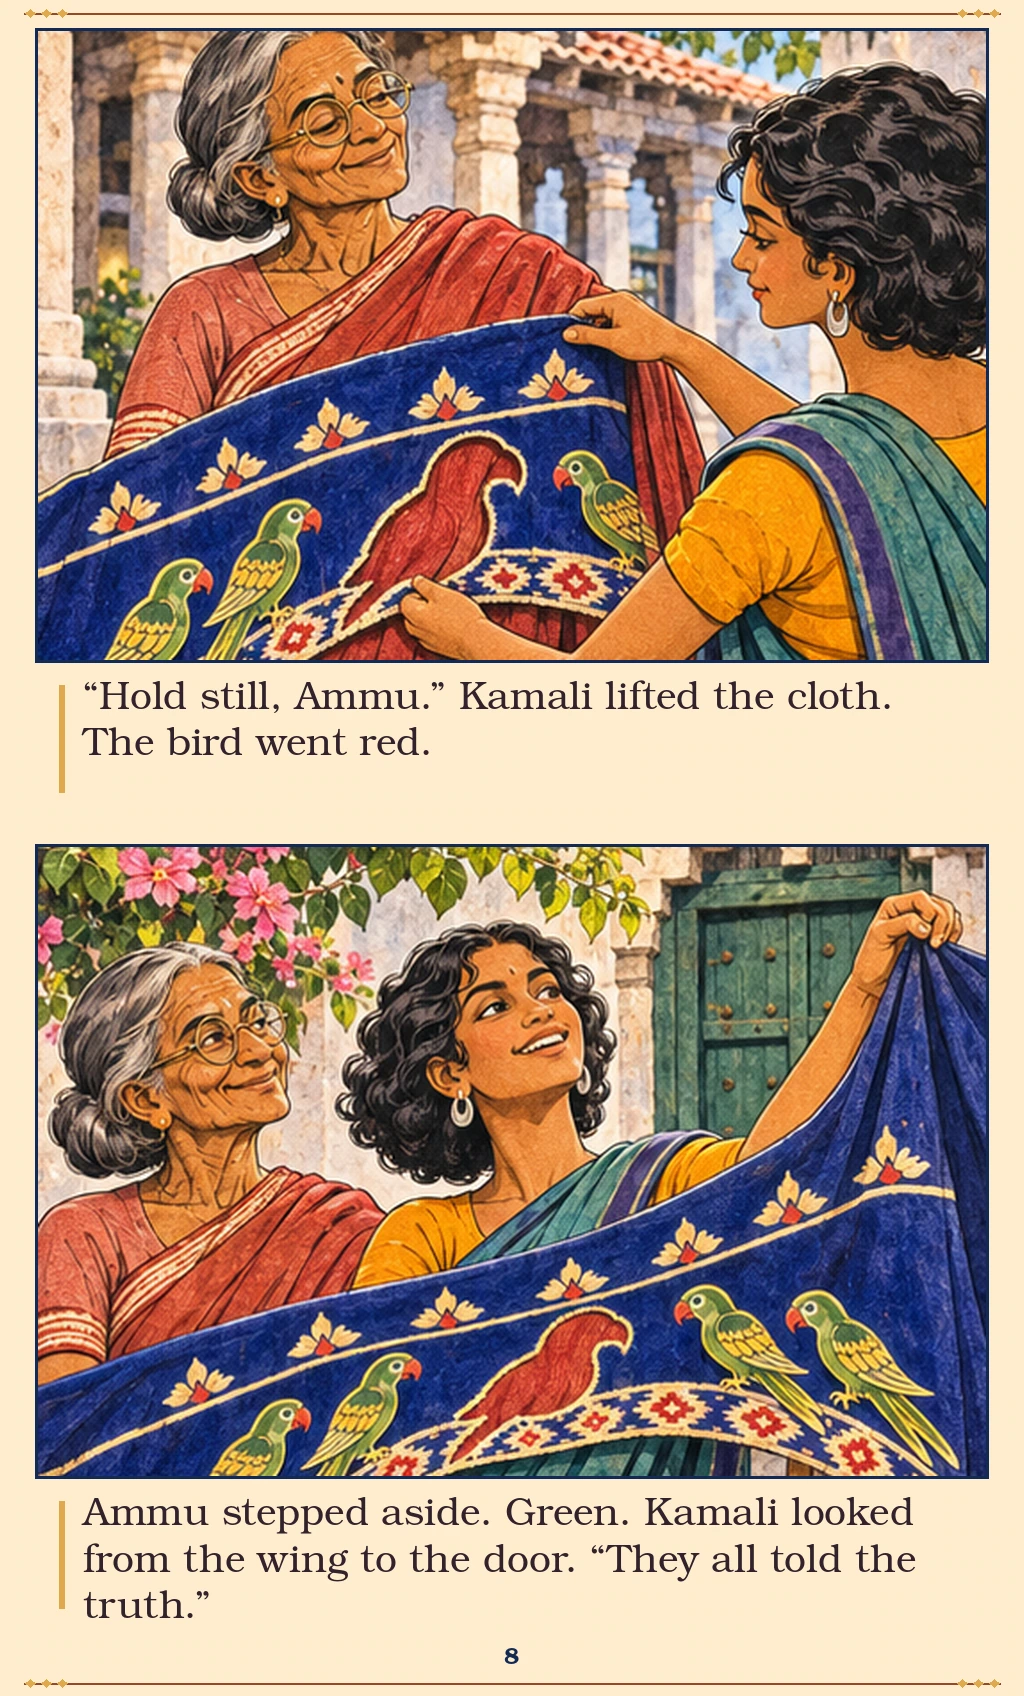 “Hold still, Ammu.” Kamali lifted the cloth.
The bird went red.
Ammu stepped aside. Green. Kamali looked
from the wing to the door. “They all told the
truth.”
8